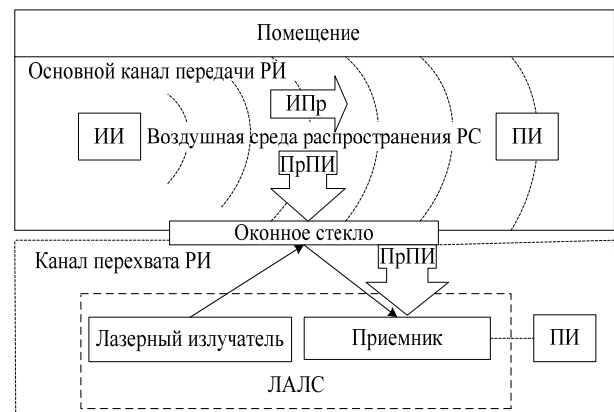 Помещение
Основной канал передачи РИ
ИПр
ИИ
Воздушная среда распространения РС
ПИ
ПрПИ
Оконное стекло
Канал перехвата РИ
ПрПИ
Лазерный излучатель
Приемник
ПИ
ЛАЛС